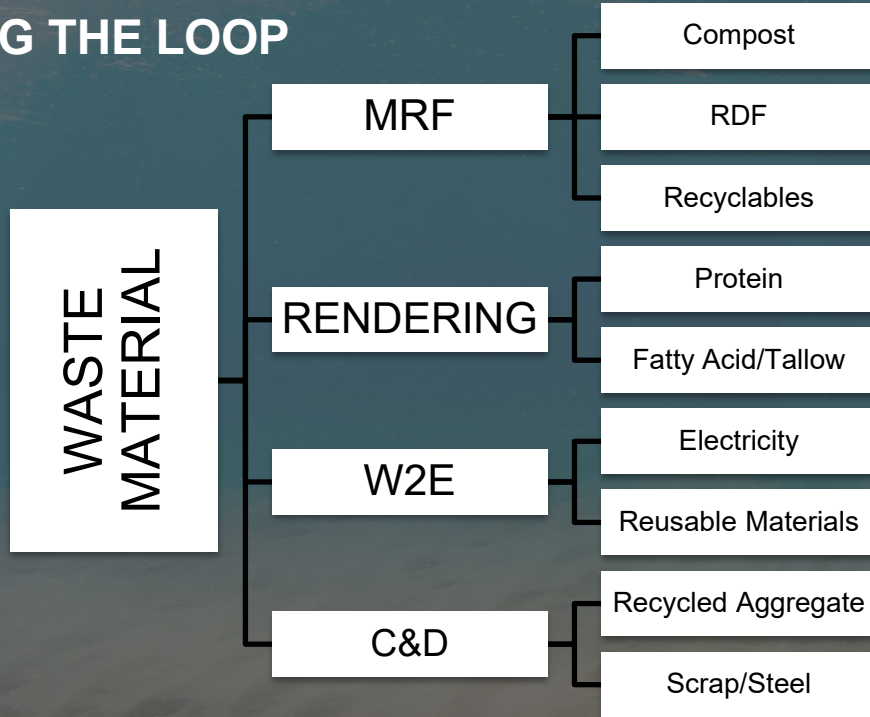 G THE LOOP
WASTE
MATERIAL
MRF
Compost
RDF
Recyclables
RENDERING
Protein
Fatty Acid/Tallow
W2E
Electricity
Reusable Materials
C&D
Recycled Aggregate
Scrap/Steel